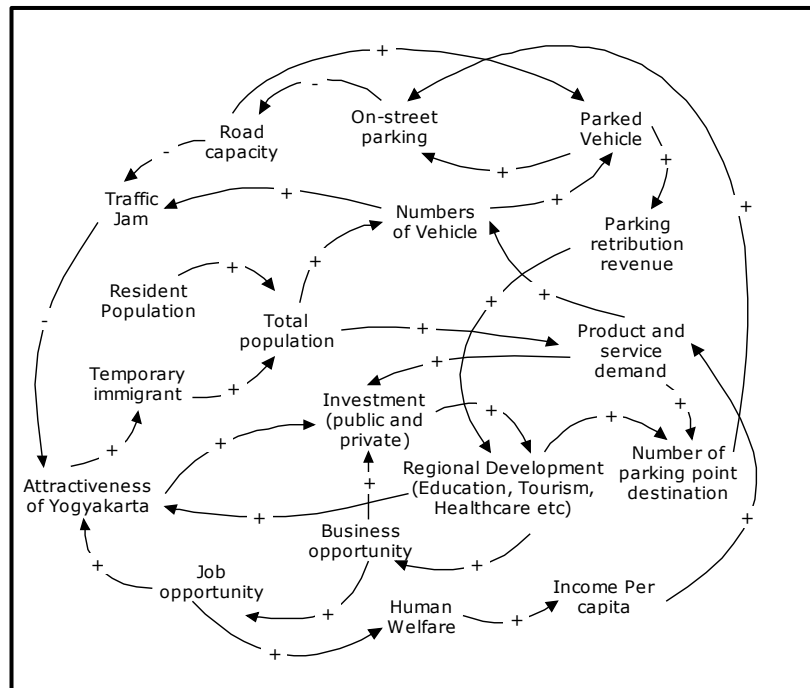 +
-
On-street
parking
Parked
Vehicle
Road
capacity
-
+
+
Traffic
Jam
+
+
+
Numbers
of Vehicle
Parking
retribution
revenue
+
+
Resident
Population
+
+
-
Total
population
+
Product and
service
demand
Temporary
immigrant
+
+
Investment
(public and
private)
+
+
+
+
+
Attractiveness
of Yogyakarta
Regional Development
(Education, Tourism,
Healthcare etc)
Number of
parking point
destination
+
+
+
Business
opportunity
+
+
Job
opportunity
+
Human
Welfare
+
Income Per
capita
+